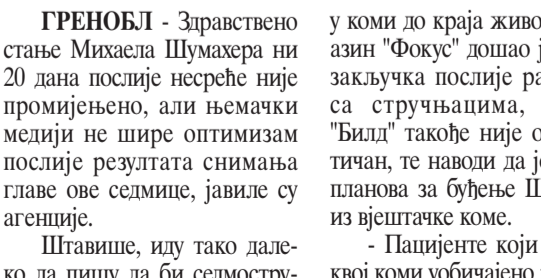 ГРЕНОБЛ - Здравствено
стање Михаела Шумахера ни
20 дана послије несреће није
промијењено, али њемачки
медији не шире оптимизам
послије резултата снимања
главе ове седмице, јавиле су
агенције.
Штавише, иду тако дале-
ко да пишу да би седмостру-
у коми до краја
азин "Фокус" дошао
закључка послије
са стручњацима,
"Билд" такође није
тичан, те наводи да
планова за буђење
из вјештачке коме.
- Пацијенте који
квој коми уобичајено